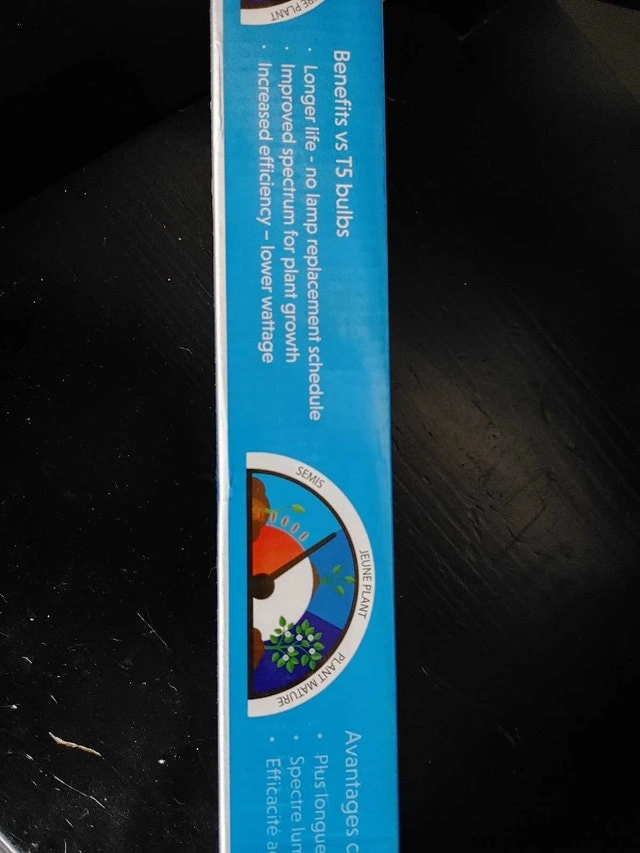 PLANT
Benefits vs T5 bulbs
· Longer life - no lamp replacement schedule
· Improved spectrum for plant growth
· Increased efficiency – lower wattage
SEMIS
JEUNE PLANT
PLANT MATURE
Avantages c
· Plus longue
· Spectre lum
· Efficacité a